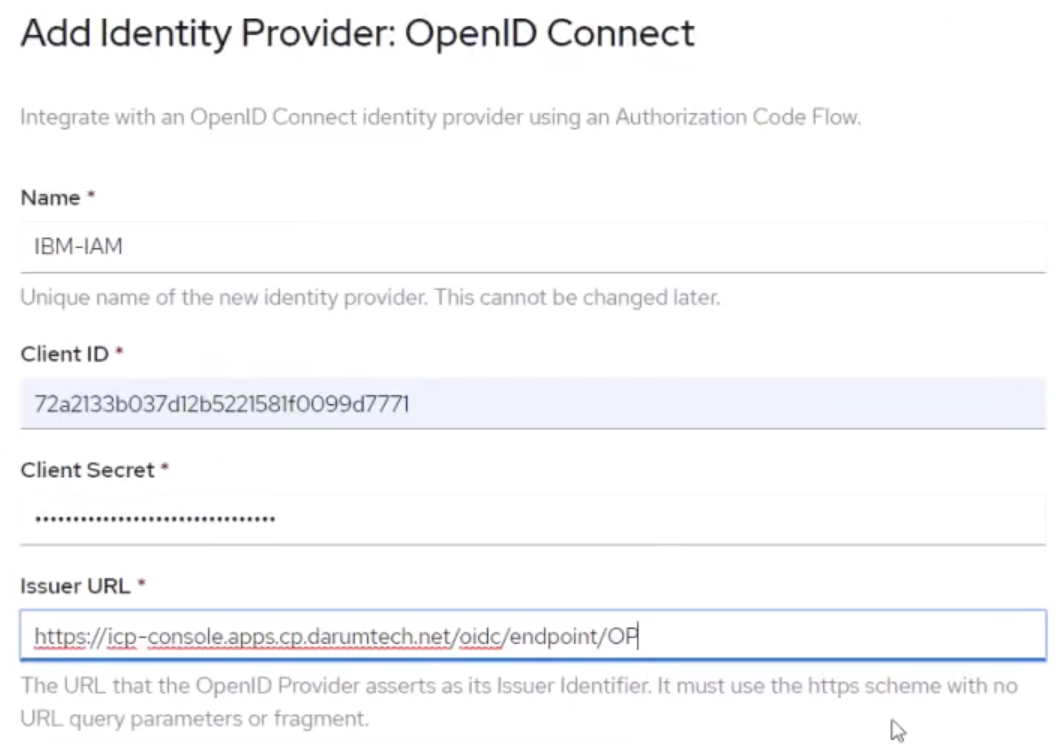 Add Identity Provider: OpenID Connect
Integrate with an OpenID Connect identity provider using an Authorization Code Flow.
Name *
IBM-IAM
Unique name of the new identity provider. This cannot be changed later.
Client ID *
72a2133b037d12b5221581f0099d7771
Client Secret *
••••••••••••••••••••••••••••••••
Issuer URL *
https://icp-console.apps.cp.darumtech.net/oidc/endpoint/OP
The URL that the OpenID Provider asserts as its Issuer Identifier. It must use the https scheme with no
URL query parameters or fragment.